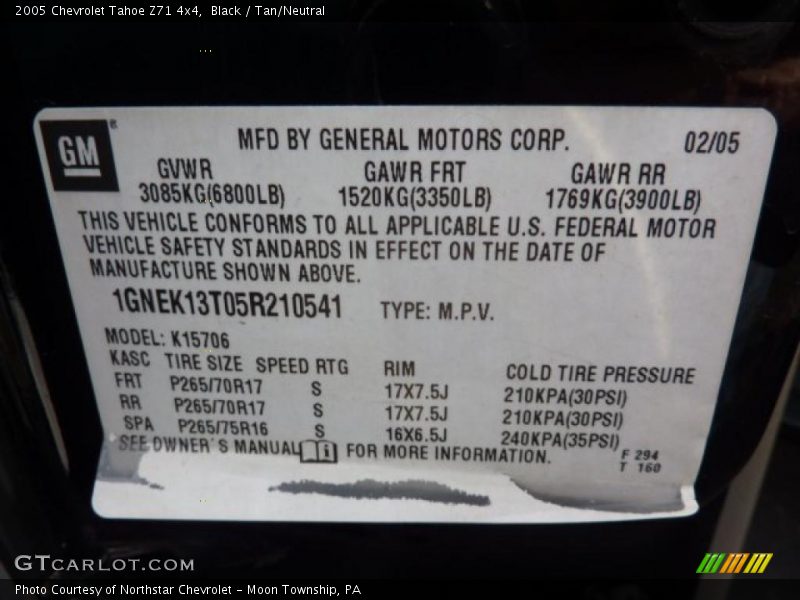 2005 Chevrolet Tahoe Z71 4x4, Black / Tan/Neutral
GM®
MFD BY GENERAL MOTORS CORP. 02/05
GVWR GAWR FRT GAWR RR
3085KG(6800LB) 1520KG(3350LB) 1769KG(3900LB)
THIS VEHICLE CONFORMS TO ALL APPLICABLE U.S. FEDERAL MOTOR
VEHICLE SAFETY STANDARDS IN EFFECT ON THE DATE OF
MANUFACTURE SHOWN ABOVE.
1GNEK13T05R210541 TYPE: M.P.V.
MODEL: K15706
KASC TIRE SIZE SPEED RTG RIM COLD TIRE PRESSURE
FRT P265/70R17 S 17X7.5J 210KPA(30PSI)
RR P265/70R17 S 17X7.5J 210KPA(30PSI)
SPA P265/75R16 S 16X6.5J 240KPA(35PSI)
SEE OWNER'S MANUAL i FOR MORE INFORMATION.
F 294
T 160
GTCARLOT.COM
Photo Courtesy of Northstar Chevrolet - Moon Township, PA